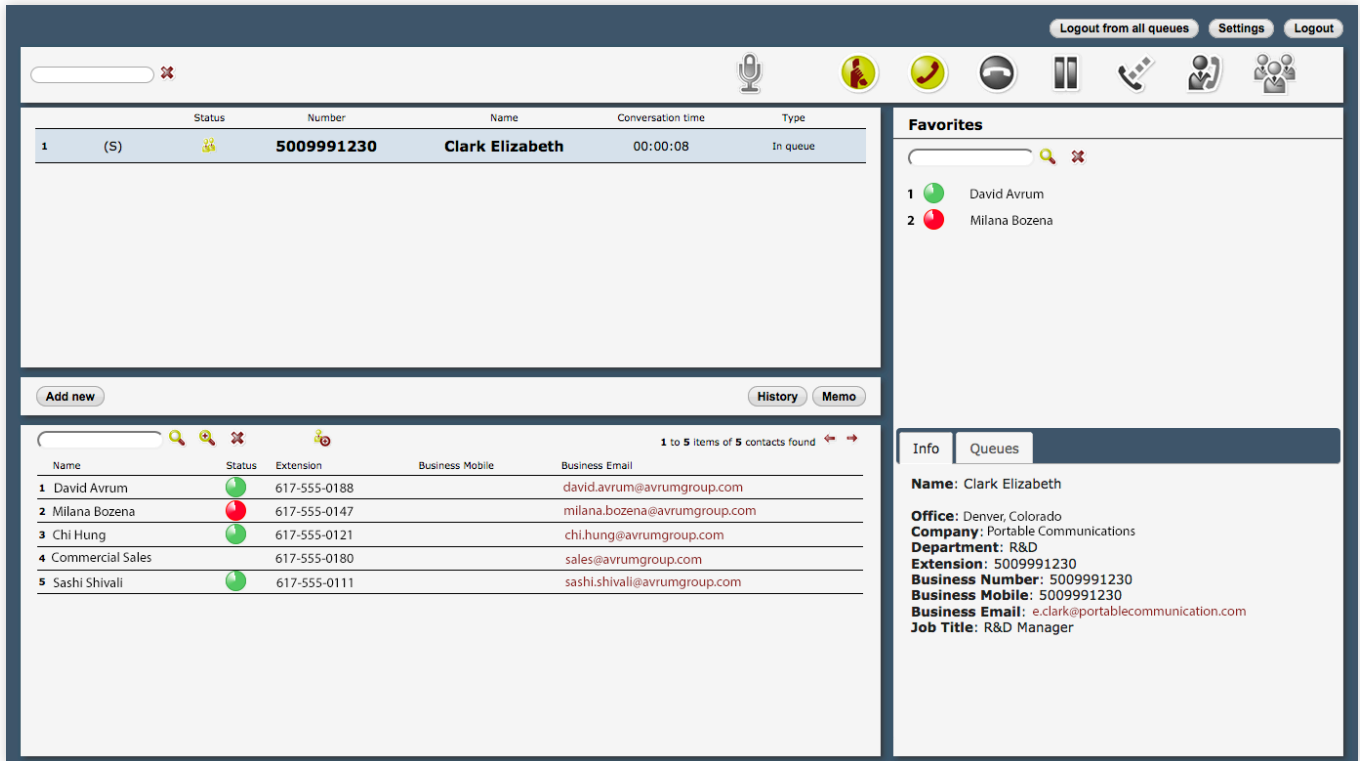 Logout from all queues Settings Logout
Status Number Name Conversation time Type
1 (S) 5009991230 Clark Elizabeth 00:00:08 In queue
Favorites
1 David Avrum
2 Milana Bozena
Add new History Memo
1 to 5 items of 5 contacts found
Name Status Extension Business Mobile Business Email
1 David Avrum 617-555-0188 david.avrum@avrumgroup.com
2 Milana Bozena 617-555-0147 milana.bozena@avrumgroup.com
3 Chi Hung 617-555-0121 chi.hung@avrumgroup.com
4 Commercial Sales 617-555-0180 sales@avrumgroup.com
5 Sashi Shivali 617-555-0111 sashi.shivali@avrumgroup.com
Info Queues
Name: Clark Elizabeth
Office: Denver, Colorado
Company: Portable Communications
Department: R&D
Extension: 5009991230
Business Number: 5009991230
Business Mobile: 5009991230
Business Email: e.clark@portablecommunication.com
Job Title: R&D Manager